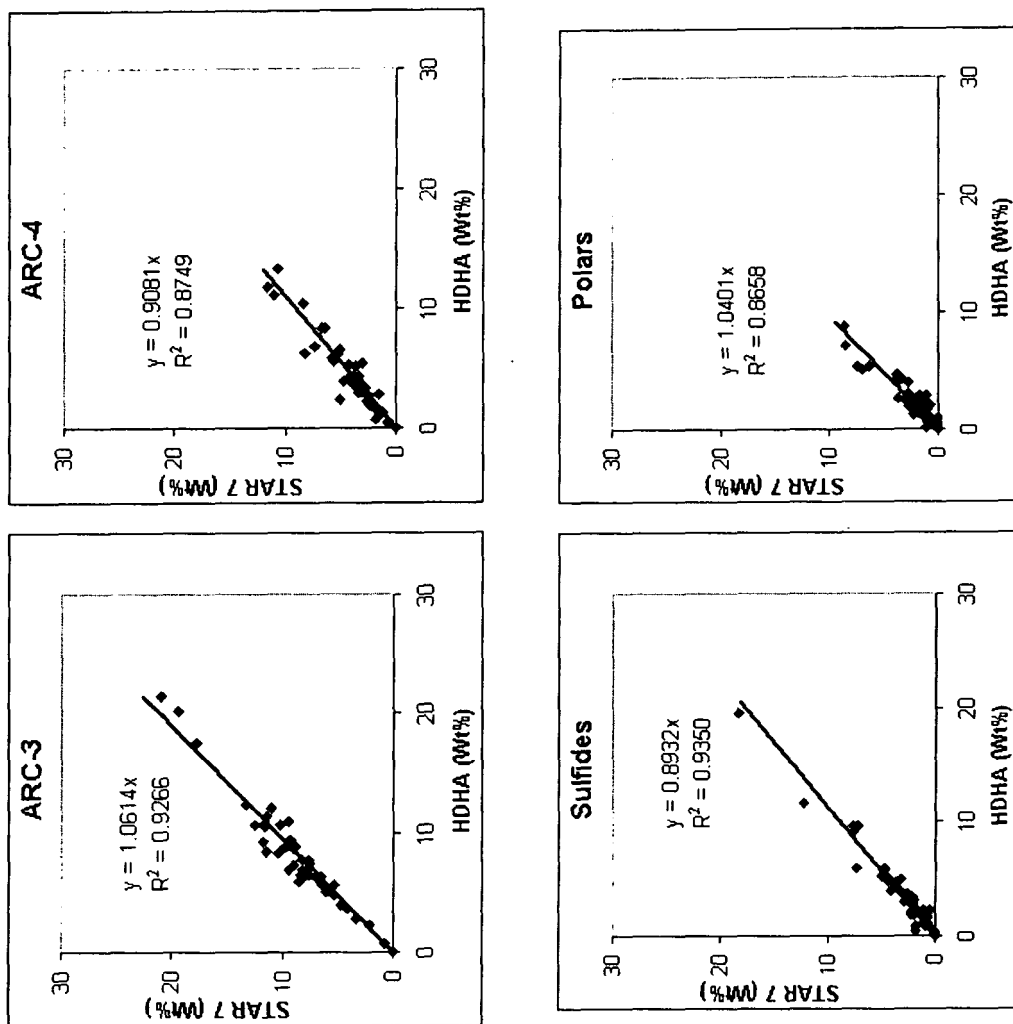 ARC-3
y = 1.0614x
R² = 0.9266
STAR 7 (Wt%)
30
20
10
0
0
10
20
30
HDHA (Wt%)
ARC-4
y = 0.9081x
R² = 0.8749
STAR 7 (Wt%)
30
20
10
0
0
10
20
30
HDHA (Wt%)
Sulfides
y = 0.8932x
R² = 0.9350
STAR 7 (Wt%)
30
20
10
0
0
10
20
30
HDHA (Wt%)
Polars
y = 1.0401x
R² = 0.8658
STAR 7 (Wt%)
30
20
10
0
0
10
20
30
HDHA (Wt%)